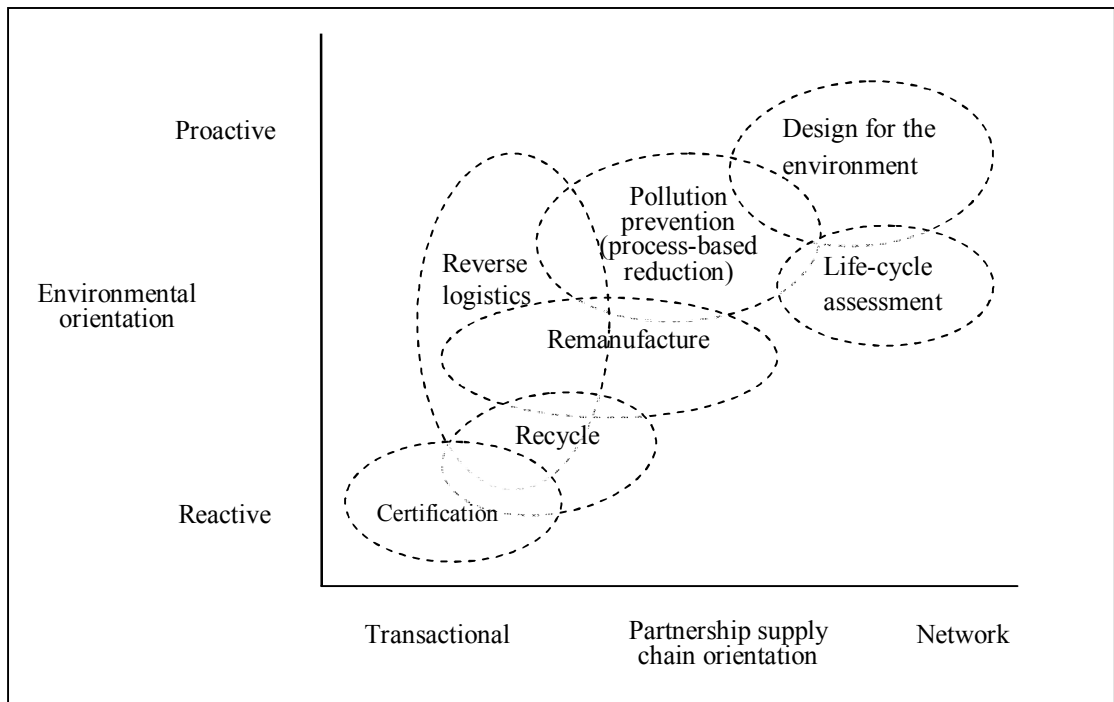 Proactive
Design for the
environment
Pollution
prevention
(process-based
reduction)
Reverse
logistics
Life-cycle
assessment
Environmental
orientation
Remanufacture
Recycle
Certification
Reactive
Transactional
Partnership supply
chain orientation
Network